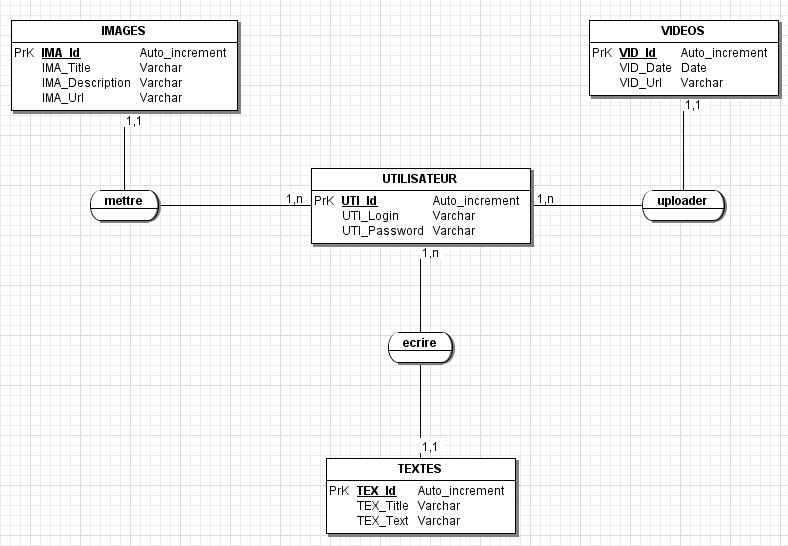 IMAGES
PrK IMA_Id Auto_increment
IMA_Title Varchar
IMA_Description Varchar
IMA_Url Varchar
VIDEOS
PrK VID_Id Auto_increment
VID_Date Date
VID_Url Varchar
1,1
1,1
mettre
1,n
UTILISATEUR
PrK UTI_Id Auto_increment
UTI_Login Varchar
UTI_Password Varchar
1,n
uploader
1,n
ecrire
1,1
TEXTES
PrK TEX_Id Auto_increment
TEX_Title Varchar
TEX_Text Varchar